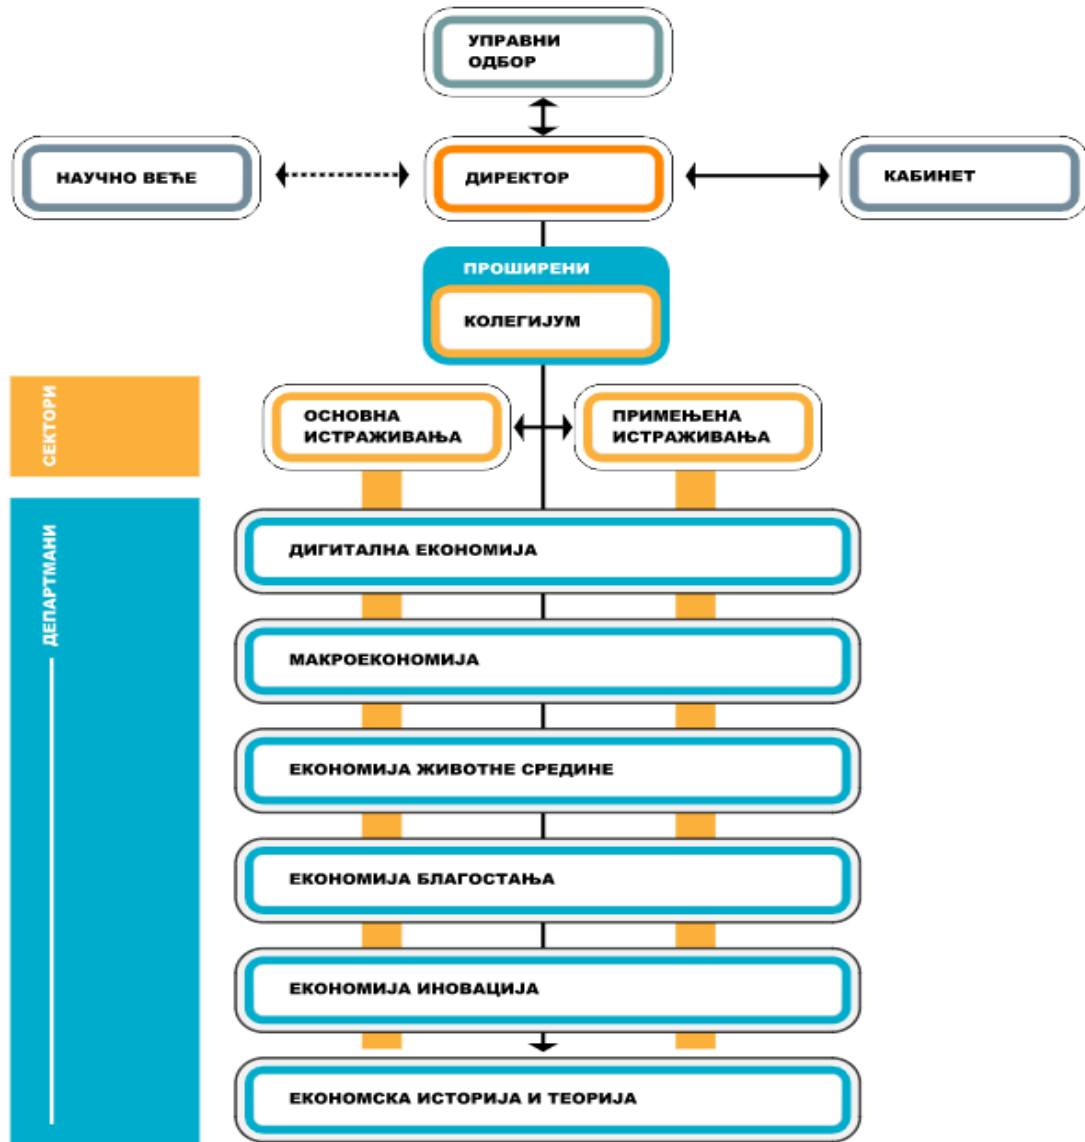 УПРАВНИ
ОДБОР
НАУЧНО ВЕЋЕ
ДИРЕКТОР
КАБИНЕТ
ПРОШИРЕНИ
КОЛЕГИЈУМ
СЕКТОРИ
ОСНОВНА
ИСТРАЖИВАЊА
ПРИМЕЊЕНА
ИСТРАЖИВАЊА
ДЕПАРТМАНИ
ДИГИТАЛНА ЕКОНОМИЈА
МАКРОЕКОНОМИЈА
ЕКОНОМИЈА ЖИВОТНЕ СРЕДИНЕ
ЕКОНОМИЈА БЛАГОСТАЊА
ЕКОНОМИЈА ИНОВАЦИЈА
ЕКОНОМСКА ИСТОРИЈА И ТЕОРИЈА